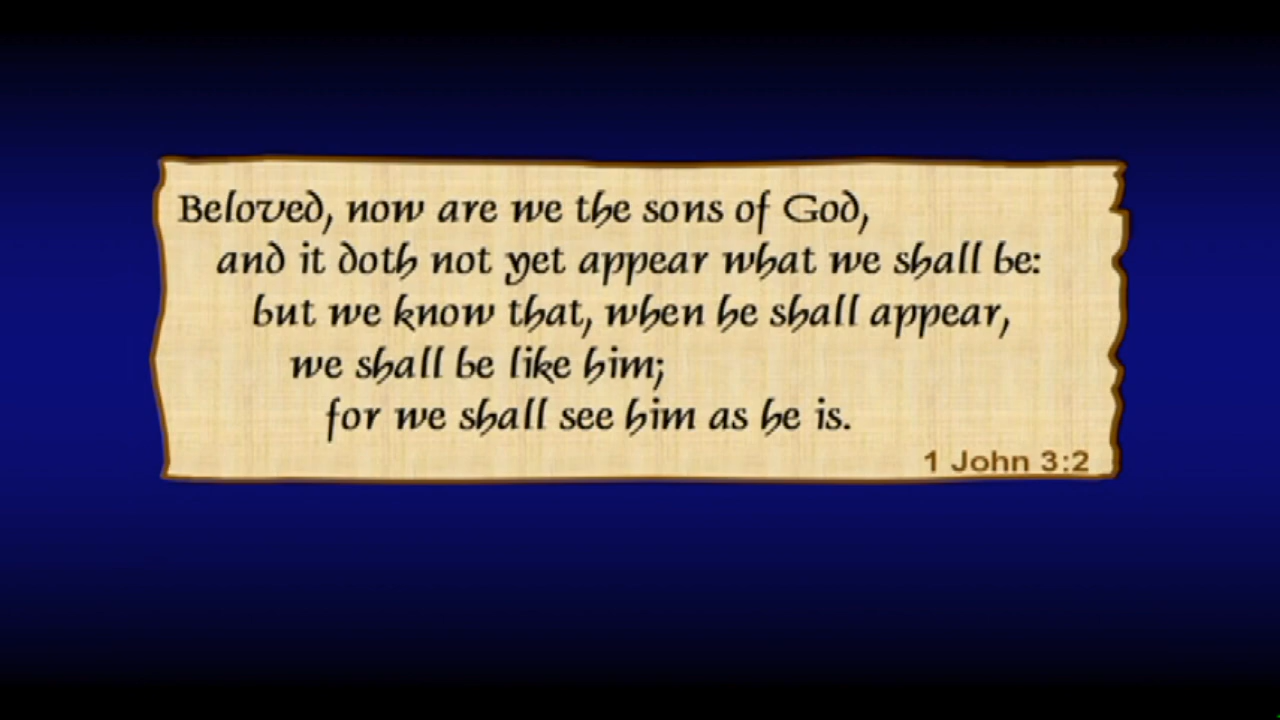 Beloved, now are we the sons of God,
and it doth not yet appear what we shall be:
but we know that, when he shall appear,
we shall be like him;
for we shall see him as he is.
1 John 3:2